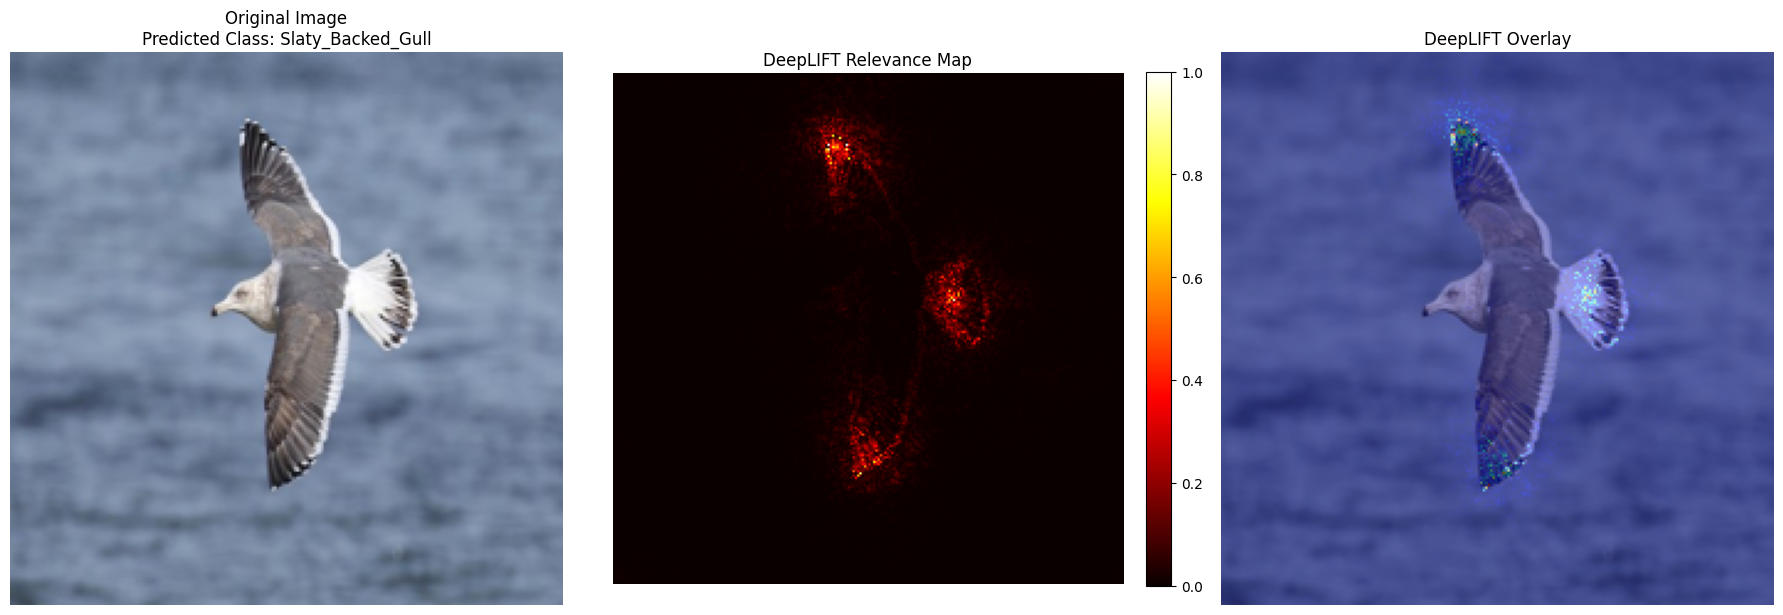 Original Image
Predicted Class: Slaty_Backed_Gull
DeepLIFT Relevance Map
DeepLIFT Overlay
1.0
0.8
0.6
0.4
0.2
0.0